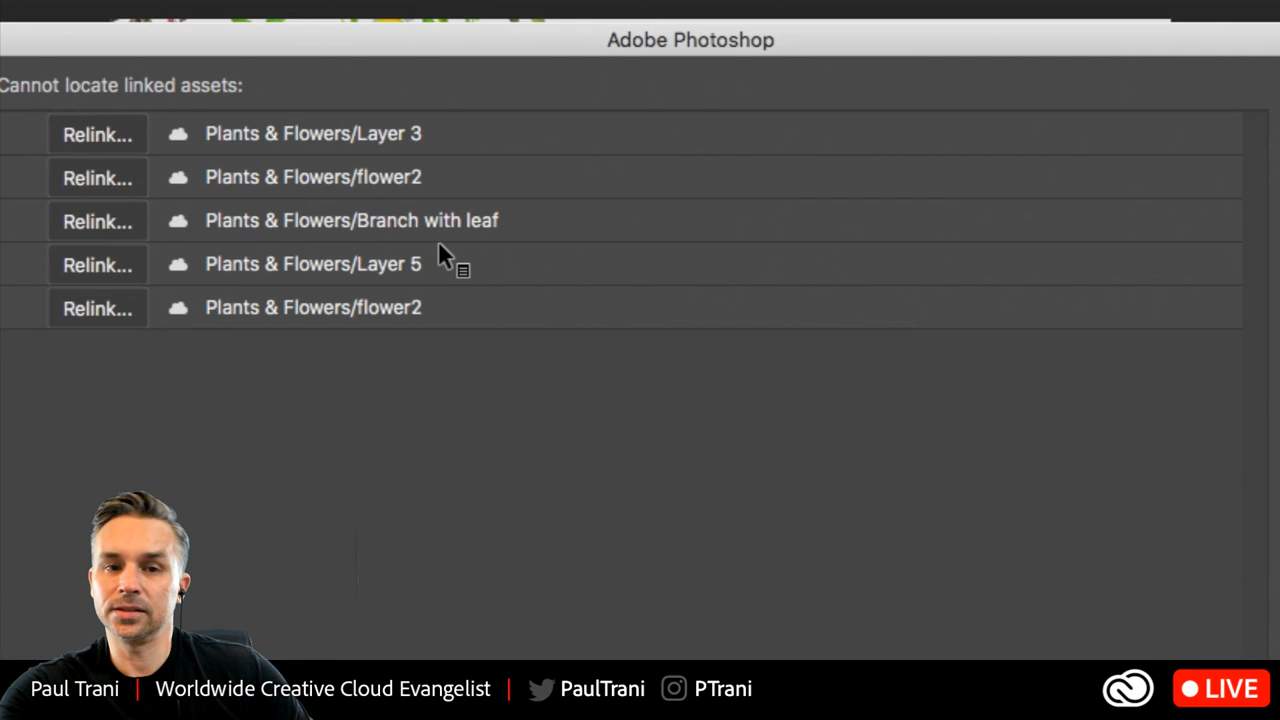 Adobe Photoshop
Cannot locate linked assets:
Relink... Plants & Flowers/Layer 3
Relink... Plants & Flowers/flower2
Relink... Plants & Flowers/Branch with leaf
Relink... Plants & Flowers/Layer 5
Relink... Plants & Flowers/flower2
Paul Trani | Worldwide Creative Cloud Evangelist | PaulTrani PTrani LIVE